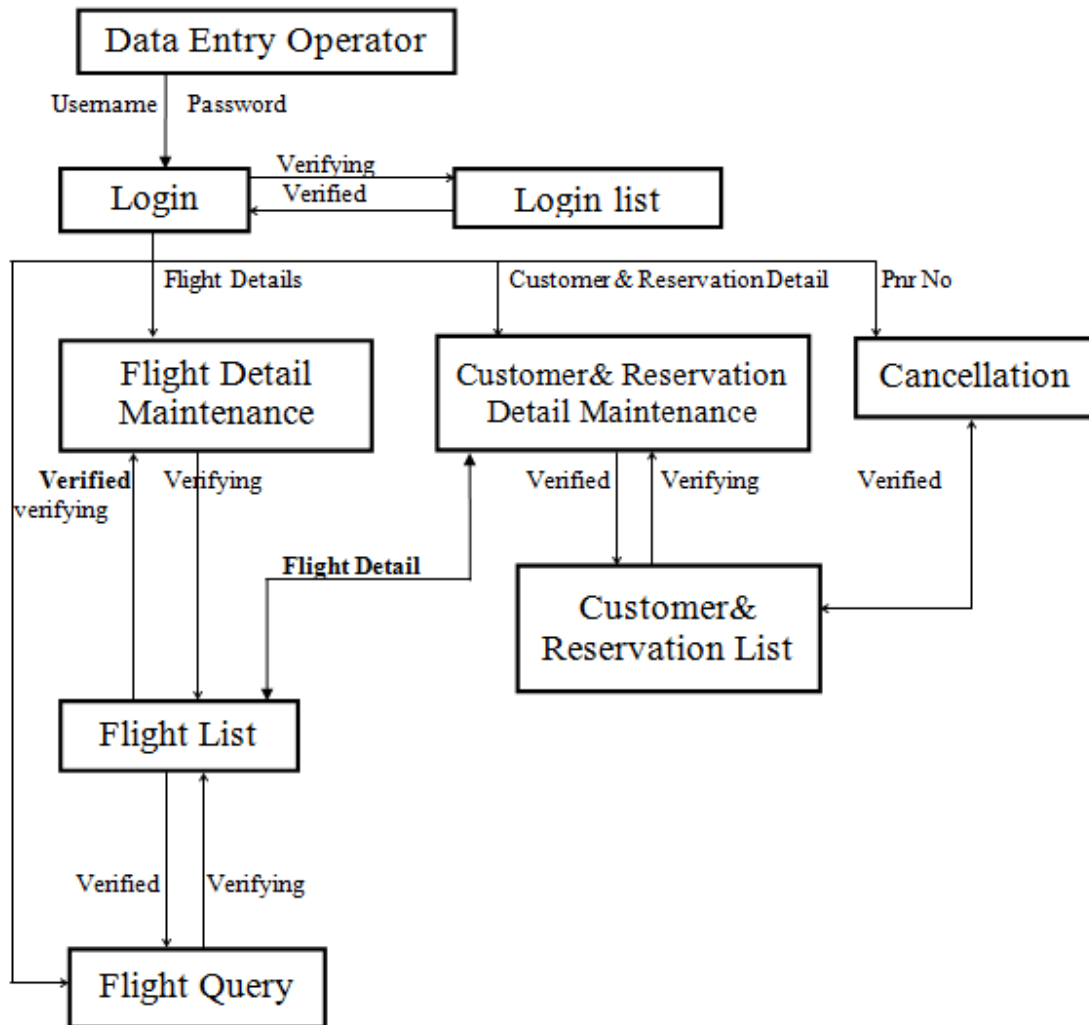 Data Entry Operator
Username Password
Verifying
Login
Verified
Login list
Flight Details
Customer & Reservation Detail
Pnr No
Flight Detail
Maintenance
Customer& Reservation
Detail Maintenance
Cancellation
Verified
Verifying
verifying
Verified
Verifying
Verified
Flight Detail
Customer&
Reservation List
Flight List
Verified
Verifying
Flight Query